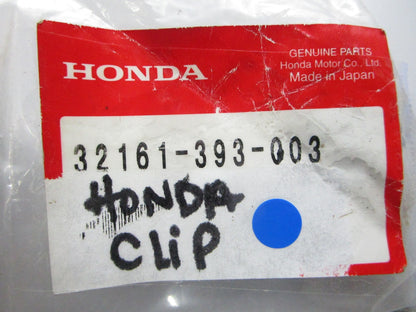 GENUINE PARTS
HONDA Honda Motor Co., Ltd.
Made in Japan
32161-393-003
HONDA
CLiP